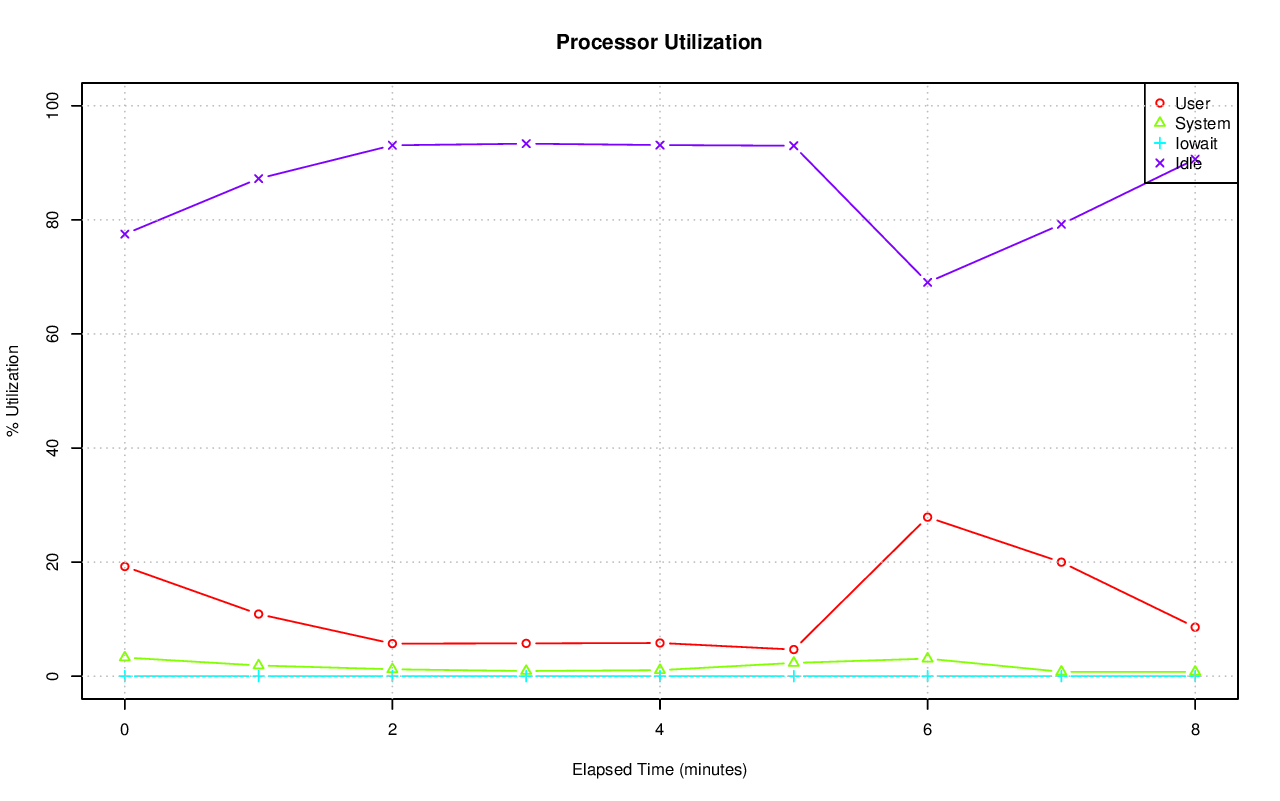 Processor Utilization
User
System
Iowait
Idle
% Utilization
100
80
60
40
20
0
0 2 4 6 8
Elapsed Time (minutes)